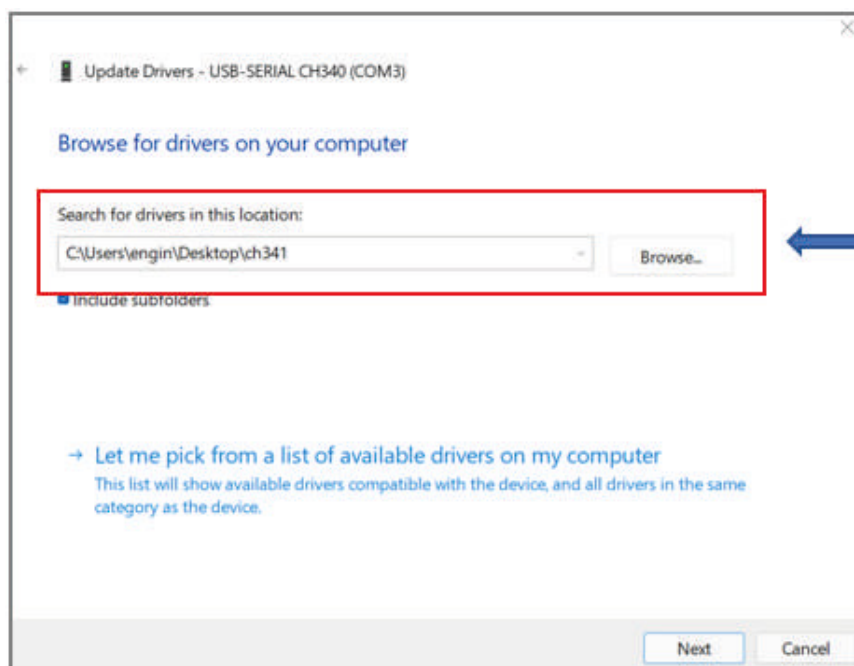 Update Drivers - USB-SERIAL CH340 (COM3)
Browse for drivers on your computer
Search for drivers in this location:
C:\Users\engin\Desktop\ch341
Browse...
Include subfolders
Let me pick from a list of available drivers on my computer
This list will show available drivers compatible with the device, and all drivers in the same
category as the device.
Next Cancel